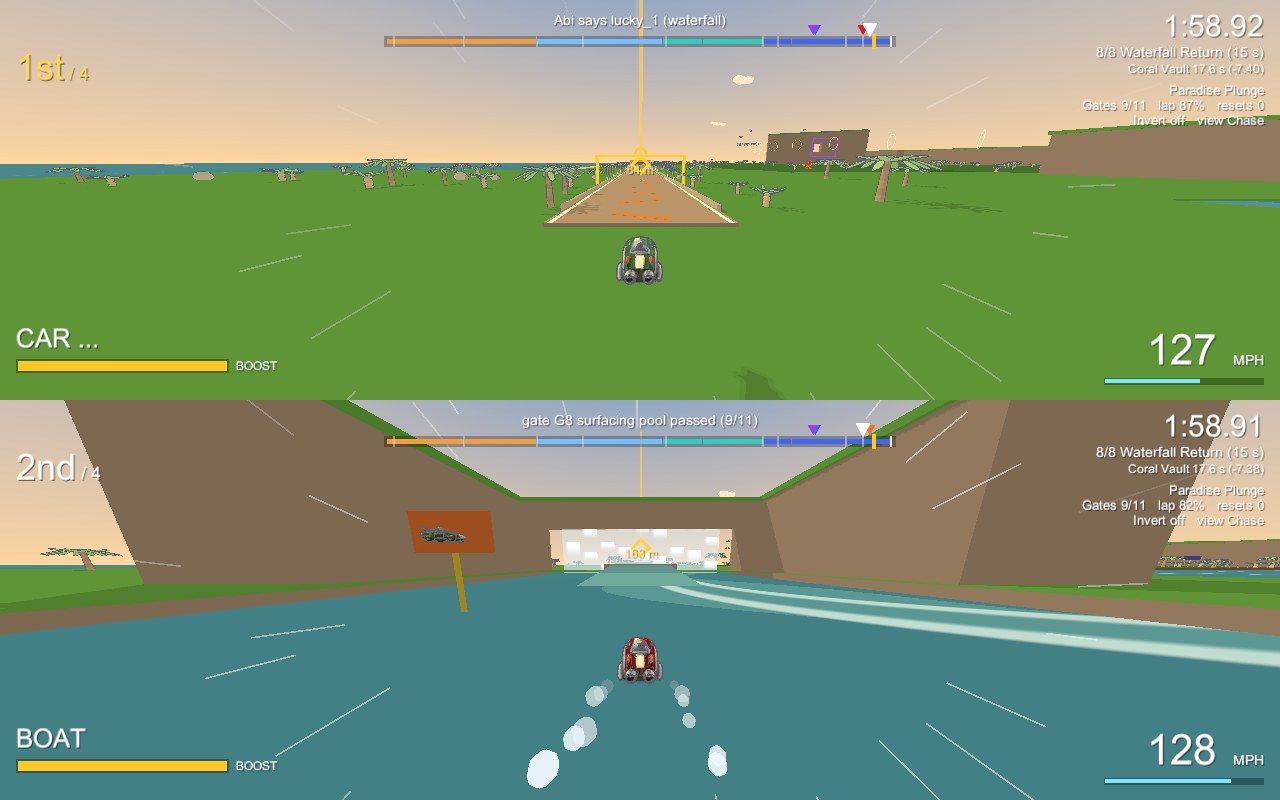 Abi says lucky_1 (waterfall)
1:58.92
8/8 Waterfall Return (15 s)
Coral Vault 17.6 s (-7.40)
1st / 4
Paradise Plunge
Gates 9/11 lap 87% resets 0
Invert off view Chase
84 m
CAR ...
BOOST
127 MPH
gate G8 surfacing pool passed (9/11)
1:58.91
8/8 Waterfall Return (15 s)
Coral Vault 17.6 s (-7.38)
2nd / 4
Paradise Plunge
Gates 9/11 lap 82% resets 0
Invert off view Chase
163 m
BOAT
BOOST
128 MPH